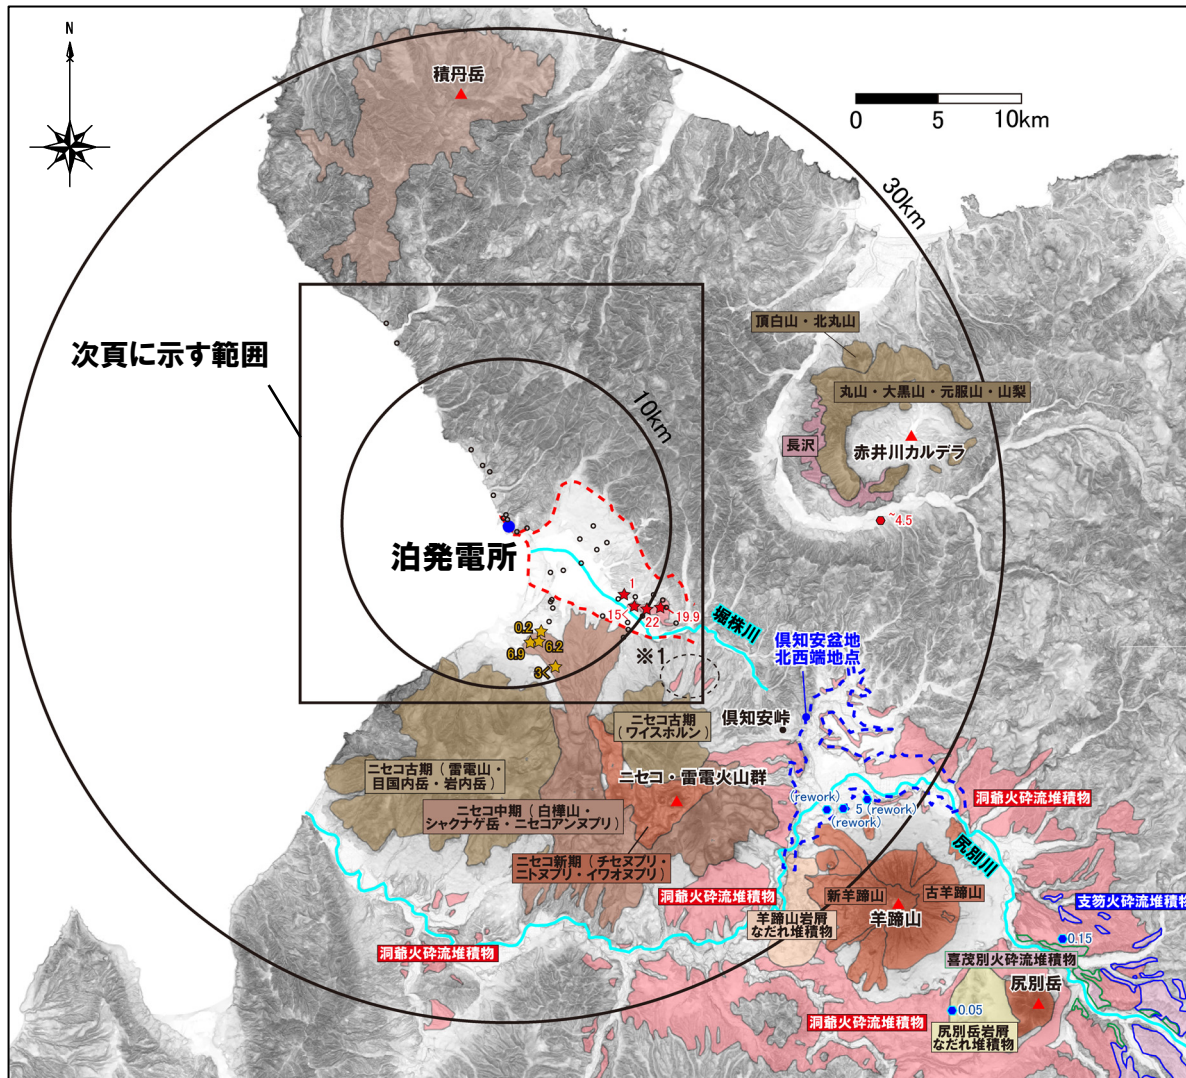 N
積丹岳
0 5 10km
30km
頂白山・北丸山
次頁に示す範囲
丸山・大黒山・元服山・山梨
10km
長沢
赤井川カルデラ
~4.5
泊発電所
1
15<
22
19.9
堀株川
0.2
6.9
6.2
3<
※1
倶知安盆地
北西端地点
倶知安峠
ニセコ古期
(ワイスホルン)
ニセコ古期(雷電山・
目国内岳・岩内岳)
ニセコ・雷電火山群
(rework)
5 (rework)
(rework)
洞爺火砕流堆積物
ニセコ中期(白樺山・
シャクナゲ岳・ニセコアンヌプリ)
尻別川
ニセコ新期(チセヌプリ・
ニトヌプリ・イワオヌプリ)
洞爺火砕流堆積物
新羊蹄山
古羊蹄山
羊蹄山
支笏火砕流堆積物
羊蹄山岩屑
なだれ堆積物
洞爺火砕流堆積物
0.15
喜茂別火砕流堆積物
尻別岳
0.05
洞爺火砕流堆積物
尻別岳岩屑
なだれ堆積物